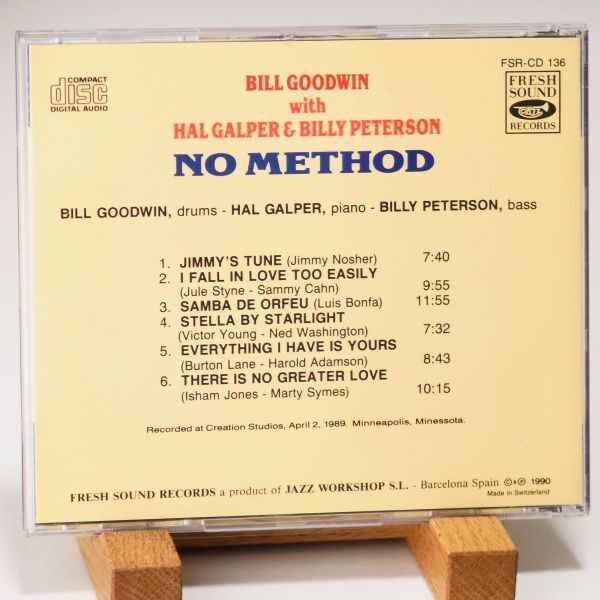 FSR-CD 136
COMPACT
disc
DIGITAL AUDIO
BILL GOODWIN
with
HAL GALPER & BILLY PETERSON
NO METHOD
FRESH
SOUND
JAZZ
RECORDS
BILL GOODWIN, drums - HAL GALPER, piano - BILLY PETERSON, bass
1. JIMMY'S TUNE (Jimmy Nosher) 7:40
2. I FALL IN LOVE TOO EASILY
(Jule Styne - Sammy Cahn) 9:55
3. SAMBA DE ORFEU (Luis Bonfa) 11:55
4. STELLA BY STARLIGHT
(Victor Young - Ned Washington) 7:32
5. EVERYTHING I HAVE IS YOURS
(Burton Lane - Harold Adamson) 8:43
6. THERE IS NO GREATER LOVE
(Isham Jones - Marty Symes) 10:15
Recorded at Creation Studios, April 2, 1989. Minneapolis, Minnessota.
FRESH SOUND RECORDS a product of JAZZ WORKSHOP S.L. - Barcelona Spain ©&℗ 1990
Made in Switzerland